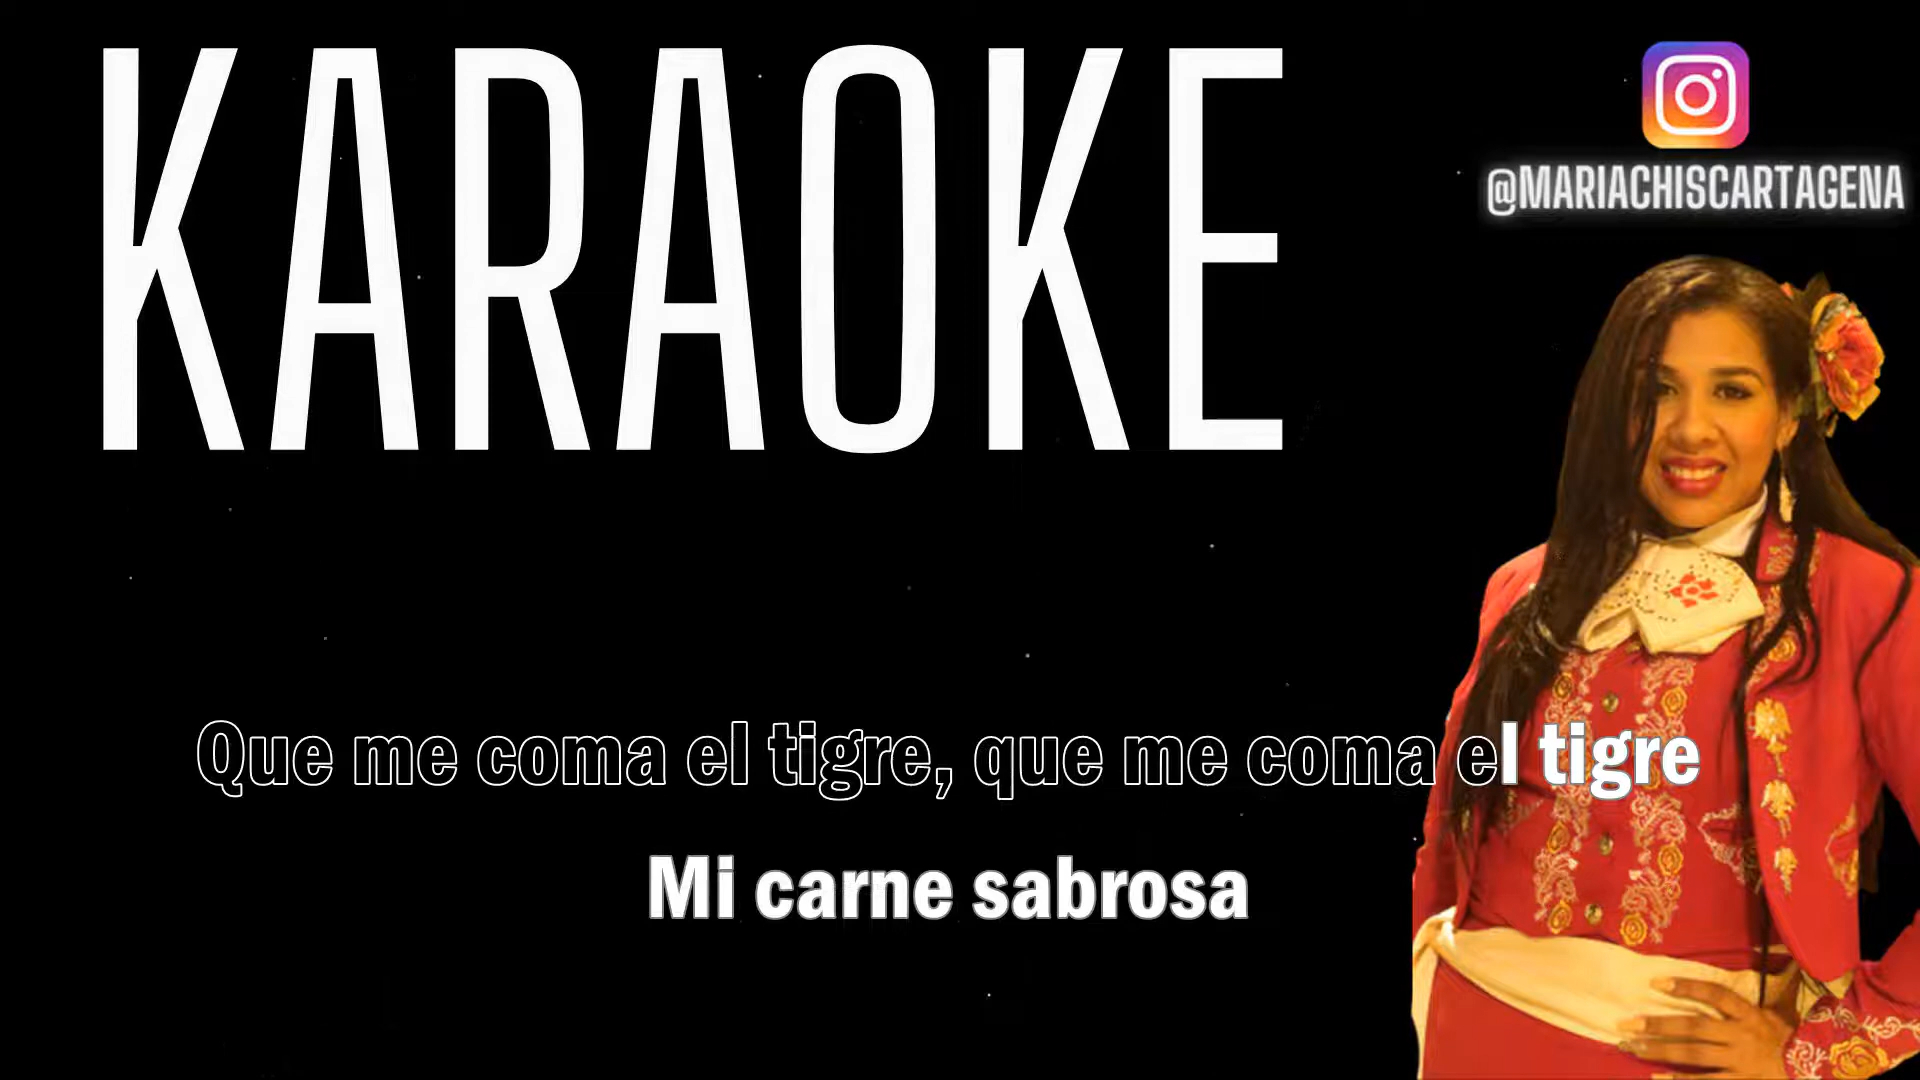 KARAOKE
@MARIACHISCARTAGENA
Que me coma el tigre, que me coma el tigre
Mi carne sabrosa